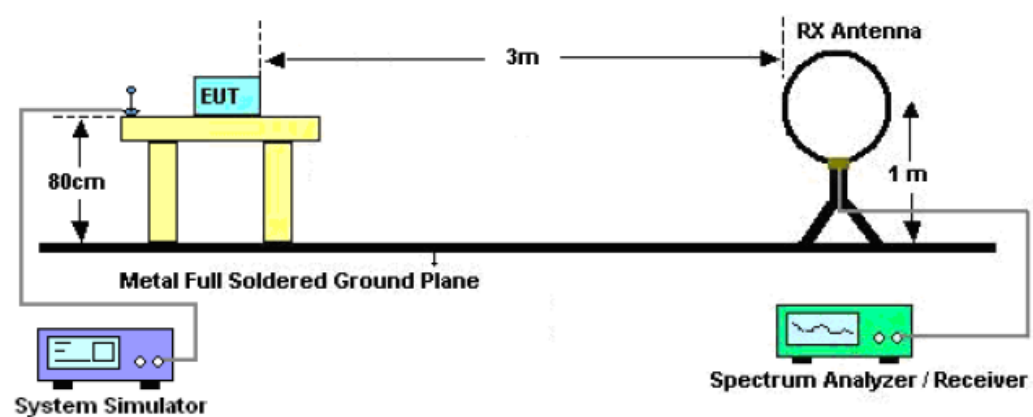 RX Antenna
3m
EUT
80cm
1 m
Metal Full Soldered Ground Plane
Spectrum Analyzer / Receiver
System Simulator